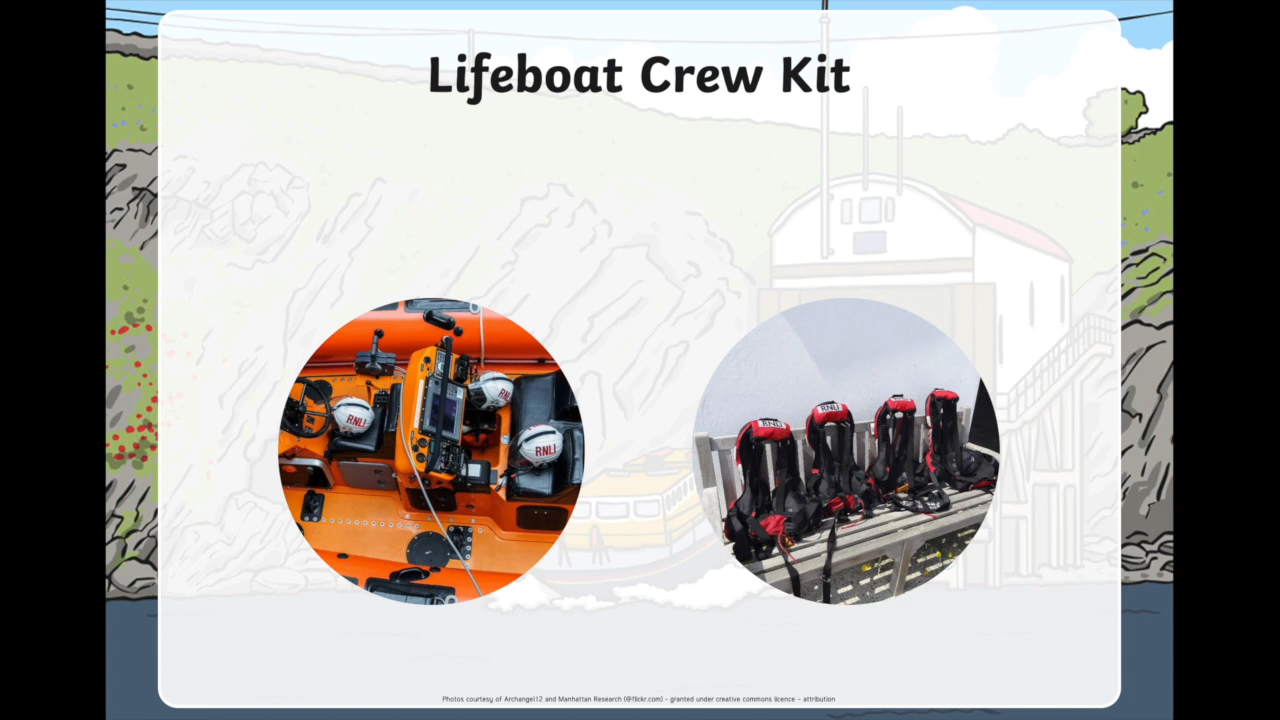 Lifeboat Crew Kit
RNLI
RNLI
RNLI
RNLI
RNLI
Photos courtesy of Archangel12 and Manhattan Research (@flickr.com) – granted under creative commons licence – attribution